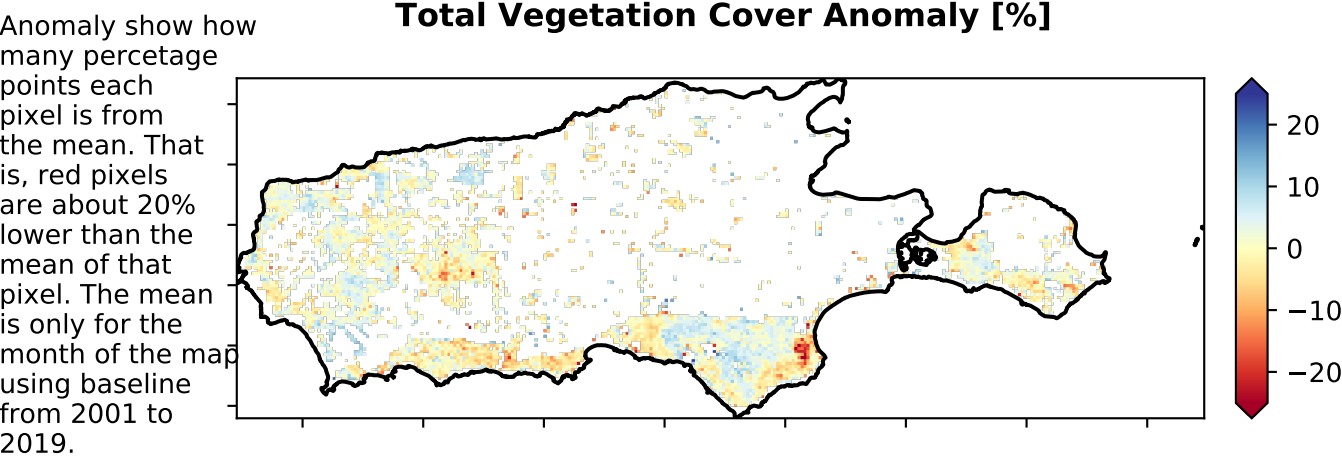 Total Vegetation Cover Anomaly [%]
Anomaly show how
many percetage
points each
pixel is from
the mean. That
is, red pixels
are about 20%
lower than the
mean of that
pixel. The mean
is only for the
month of the map
using baseline
from 2001 to
2019.
20
10
0
−10
−20